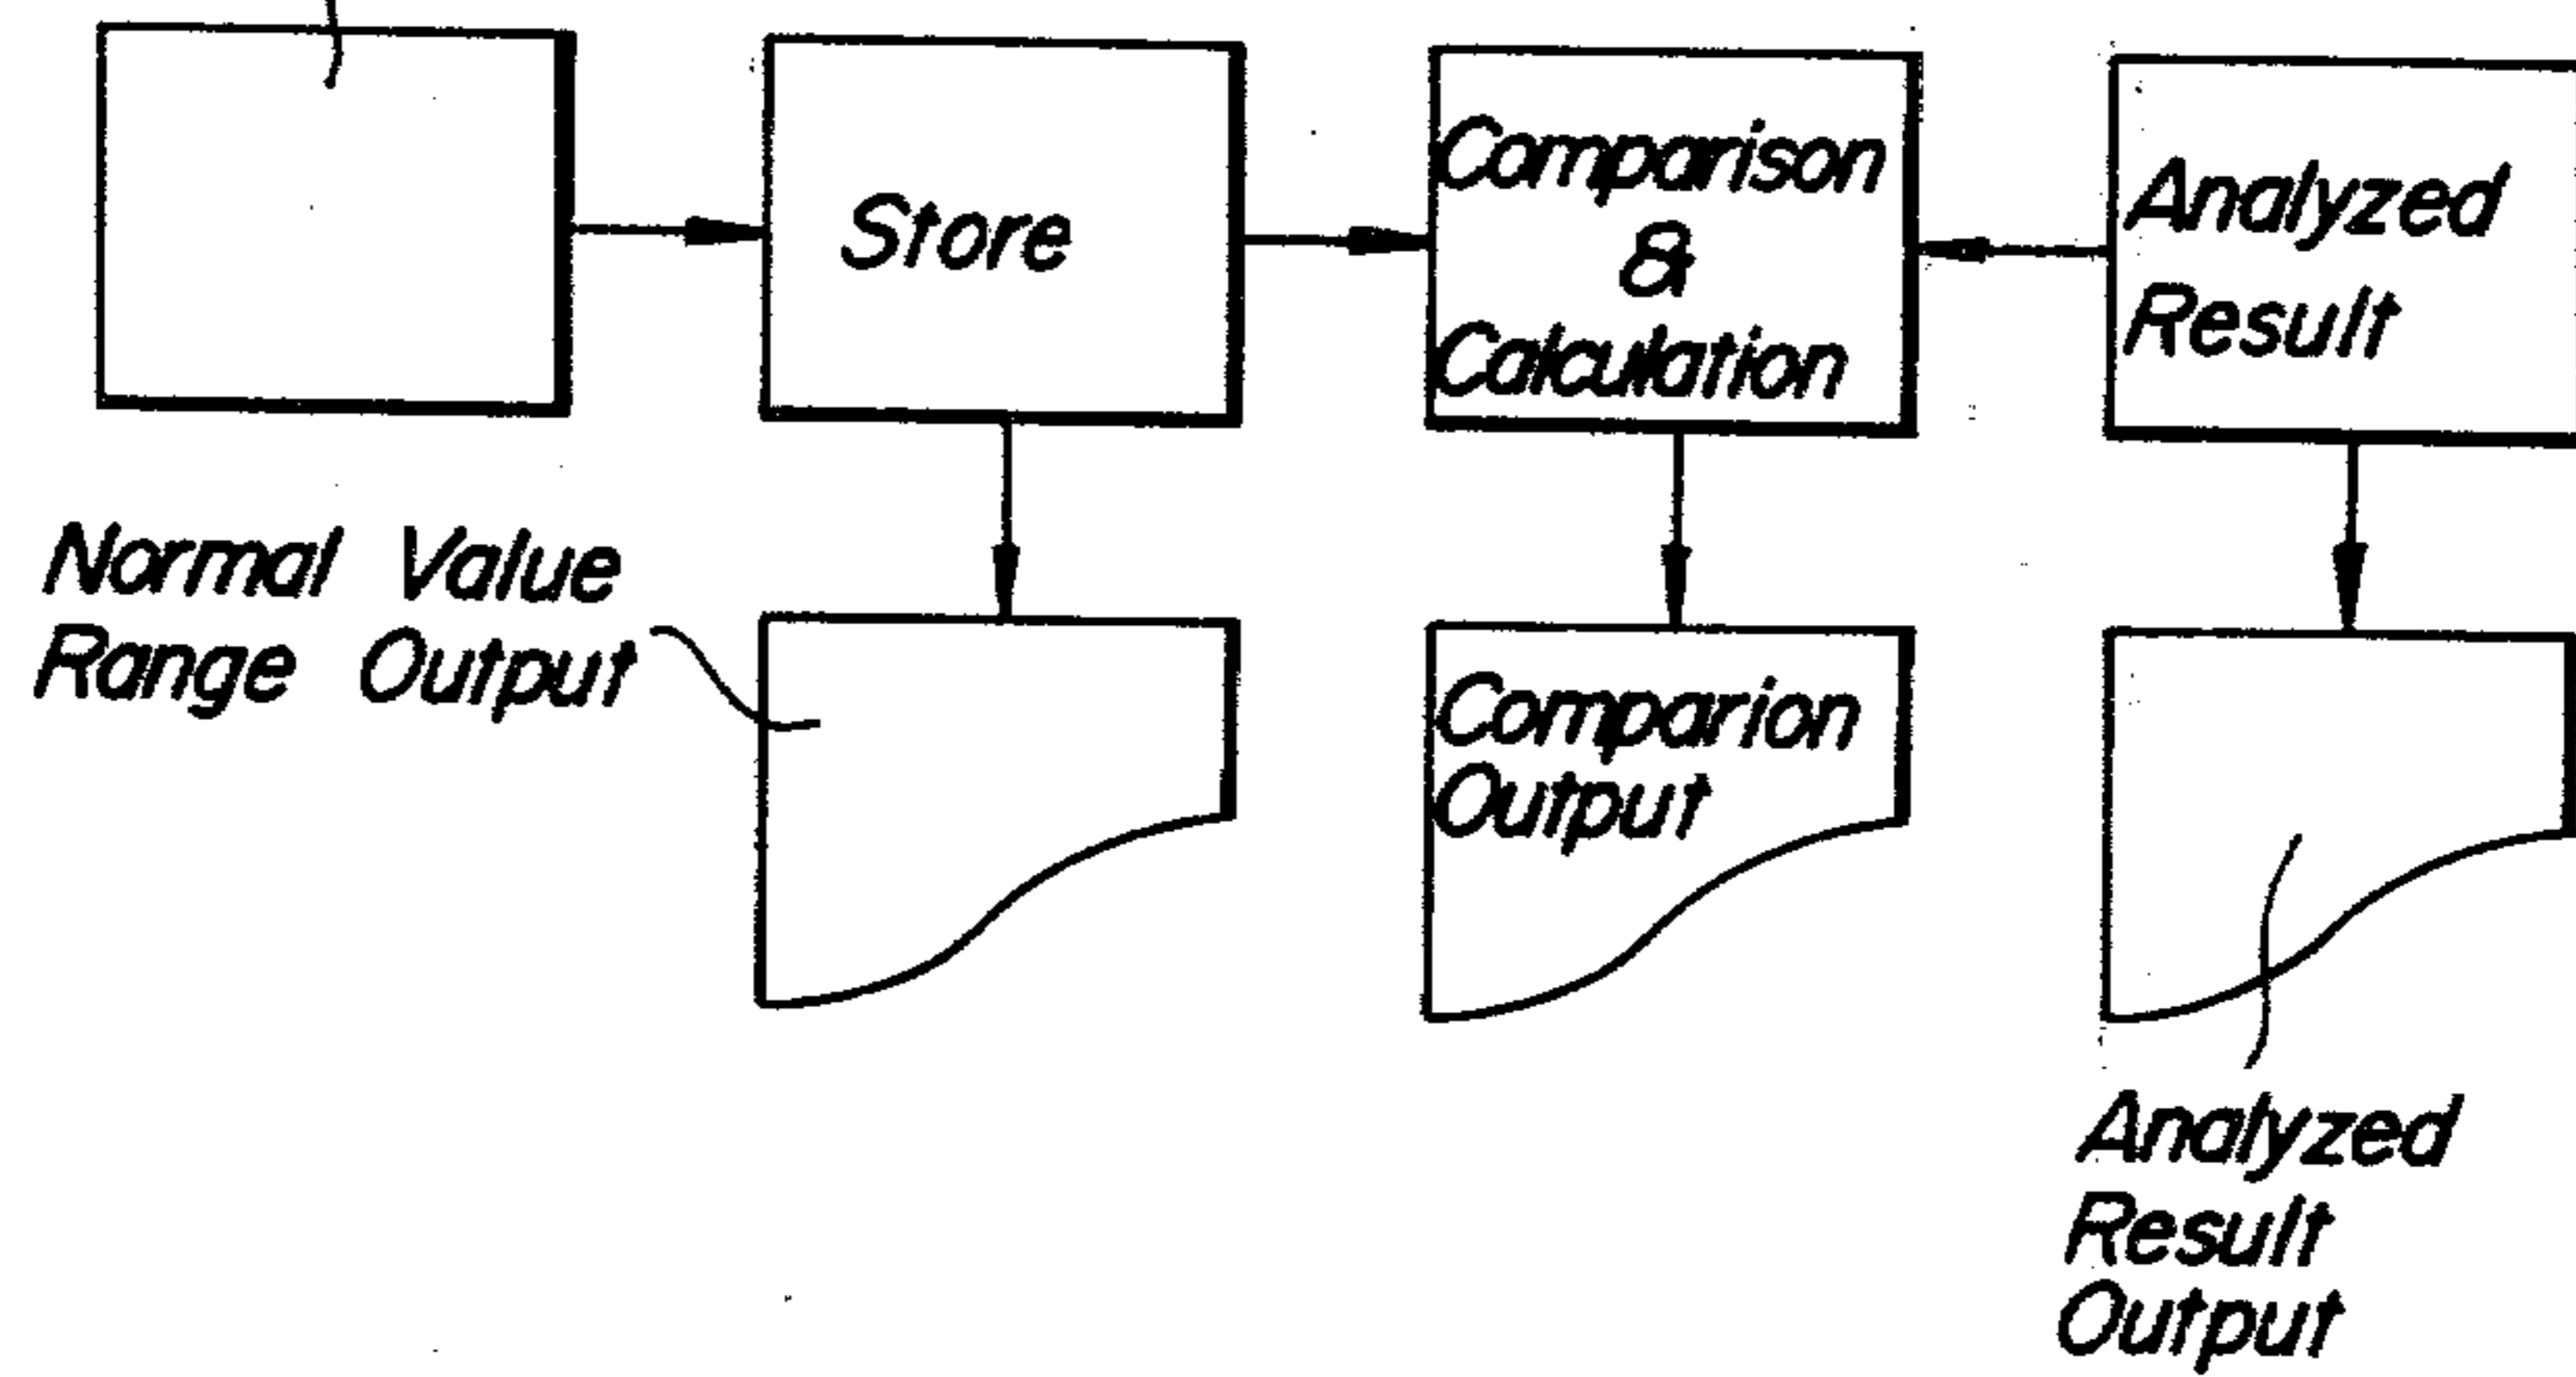 Store
Comparison
&
Calculation
Analyzed
Result
Normal Value
Range Output
Comparion
Output
Analyzed
Result
Output